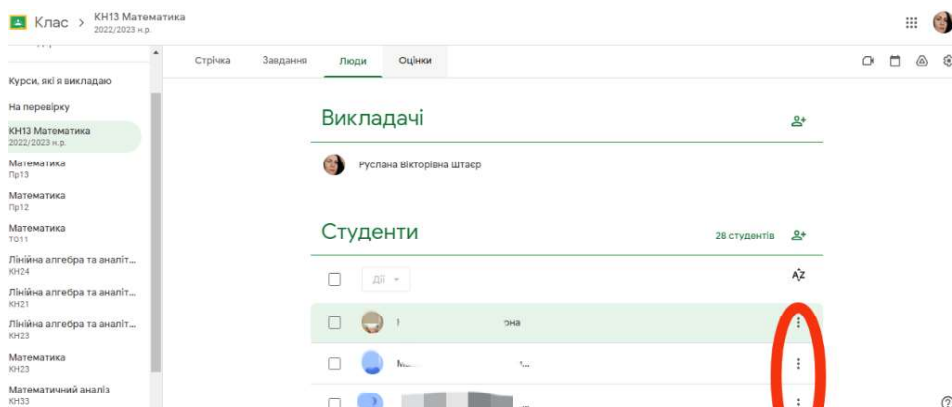 Клас > КН13 Математика
2022/2023 н.р.
Стрічка Завдання Люди Оцінки
Курси, які я викладаю
На перевірку
КН13 Математика
2022/2023 н.р.
Математика
Пр13
Математика
Пр12
Математика
ТО11
Лінійна алгебра та аналіт...
КН24
Лінійна алгебра та аналіт...
КН21
Лінійна алгебра та аналіт...
КН23
Математика
КН23
Математичний аналіз
КН33
Викладачі
Руслана Вікторівна Штаєр
Студенти
28 студентів
Дії
AZ